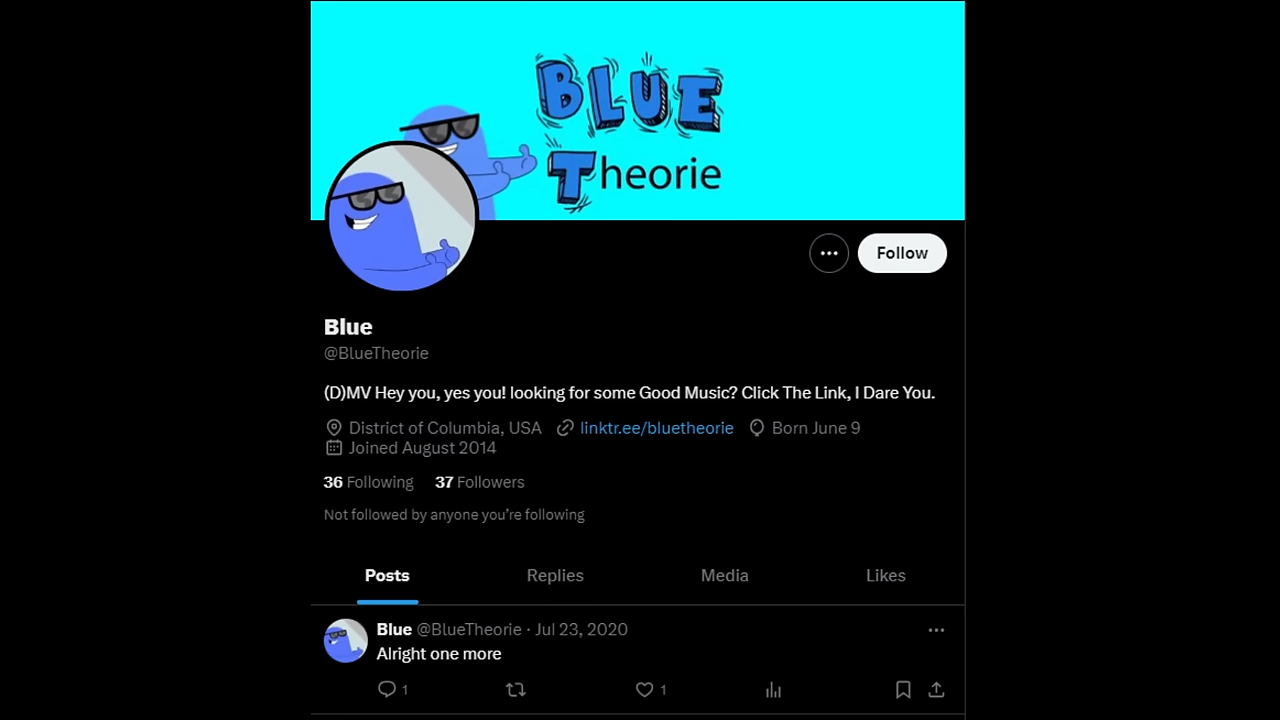 BLUE
Theorie
Follow
Blue
@BlueTheorie
(D)MV Hey you, yes you! looking for some Good Music? Click The Link, I Dare You.
District of Columbia, USA linktr.ee/bluetheorie Born June 9
Joined August 2014
36 Following 37 Followers
Not followed by anyone you’re following
Posts Replies Media Likes
Blue @BlueTheorie · Jul 23, 2020
Alright one more
1 1